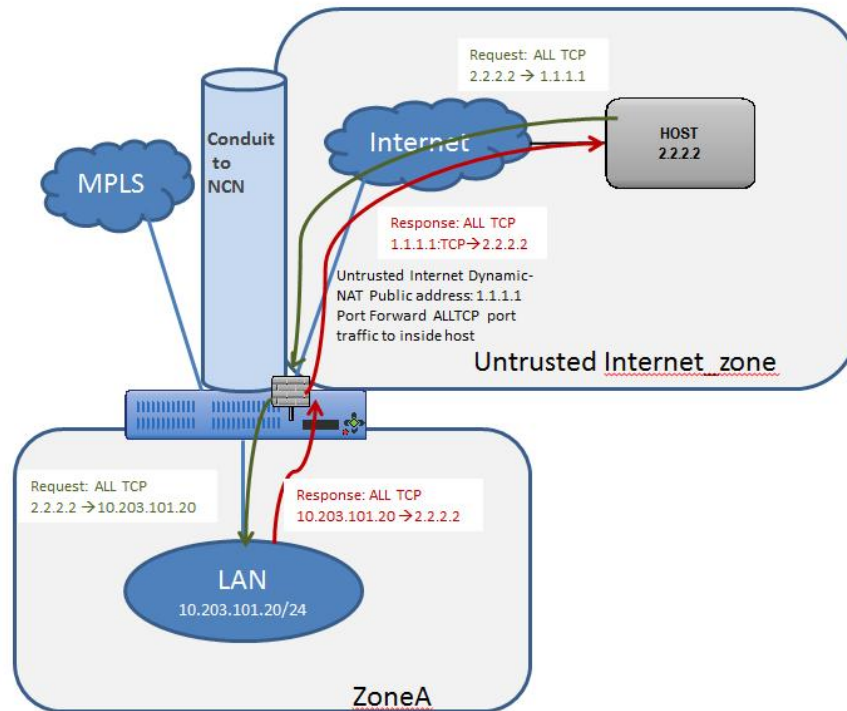 Request: ALL TCP
2.2.2.2 → 1.1.1.1
Conduit
to
NCN
Internet
HOST
2.2.2.2
MPLS
Response: ALL TCP
1.1.1.1:TCP→2.2.2.2
Untrusted Internet Dynamic-
NAT Public address: 1.1.1.1
Port Forward ALLTCP port
traffic to inside host
Untrusted Internet_zone
Request: ALL TCP
2.2.2.2 →10.203.101.20
Response: ALL TCP
10.203.101.20 →2.2.2.2
LAN
10.203.101.20/24
ZoneA